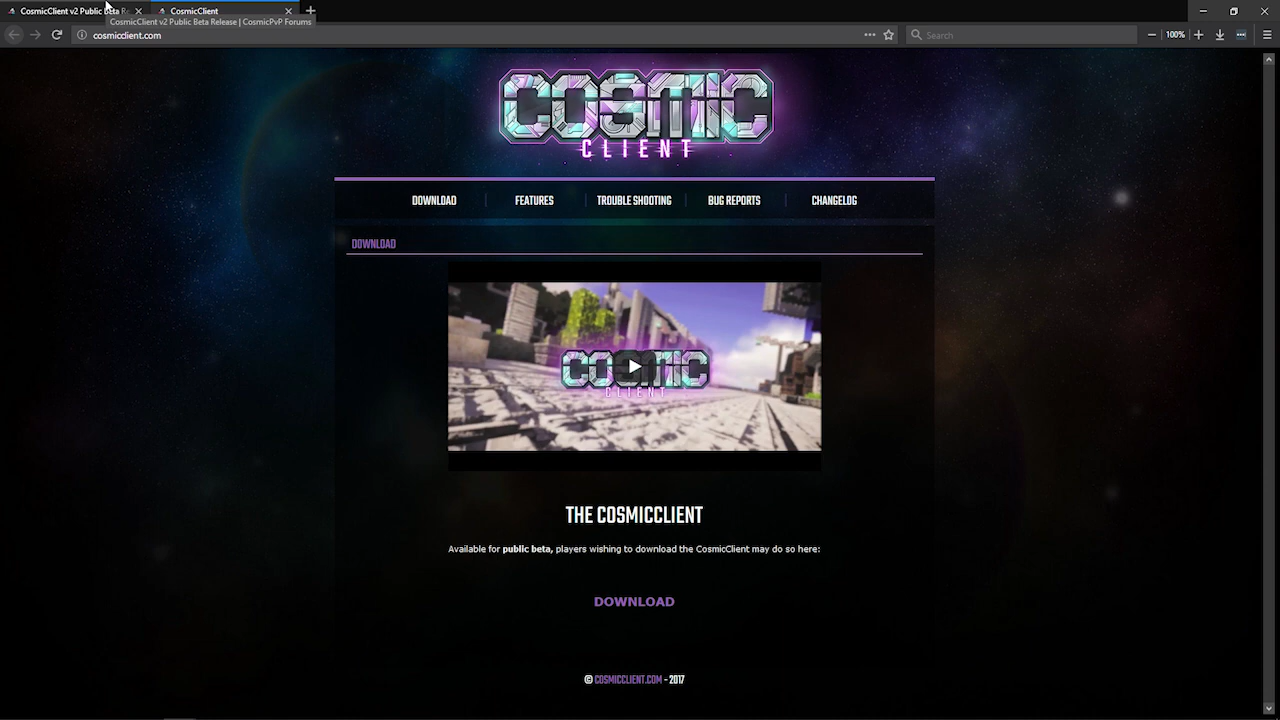 CosmicClient v2 Public Beta Re
CosmicClient
CosmicClient v2 Public Beta Release | CosmicPvP Forums
cosmicclient.com
Search
100%
COSMIC
CLIENT
DOWNLOAD
FEATURES
TROUBLE SHOOTING
BUG REPORTS
CHANGELOG
DOWNLOAD
COSMIC
CLIENT
THE COSMICCLIENT
Available for public beta, players wishing to download the CosmicClient may do so here:
DOWNLOAD
© COSMICCLIENT.COM - 2017